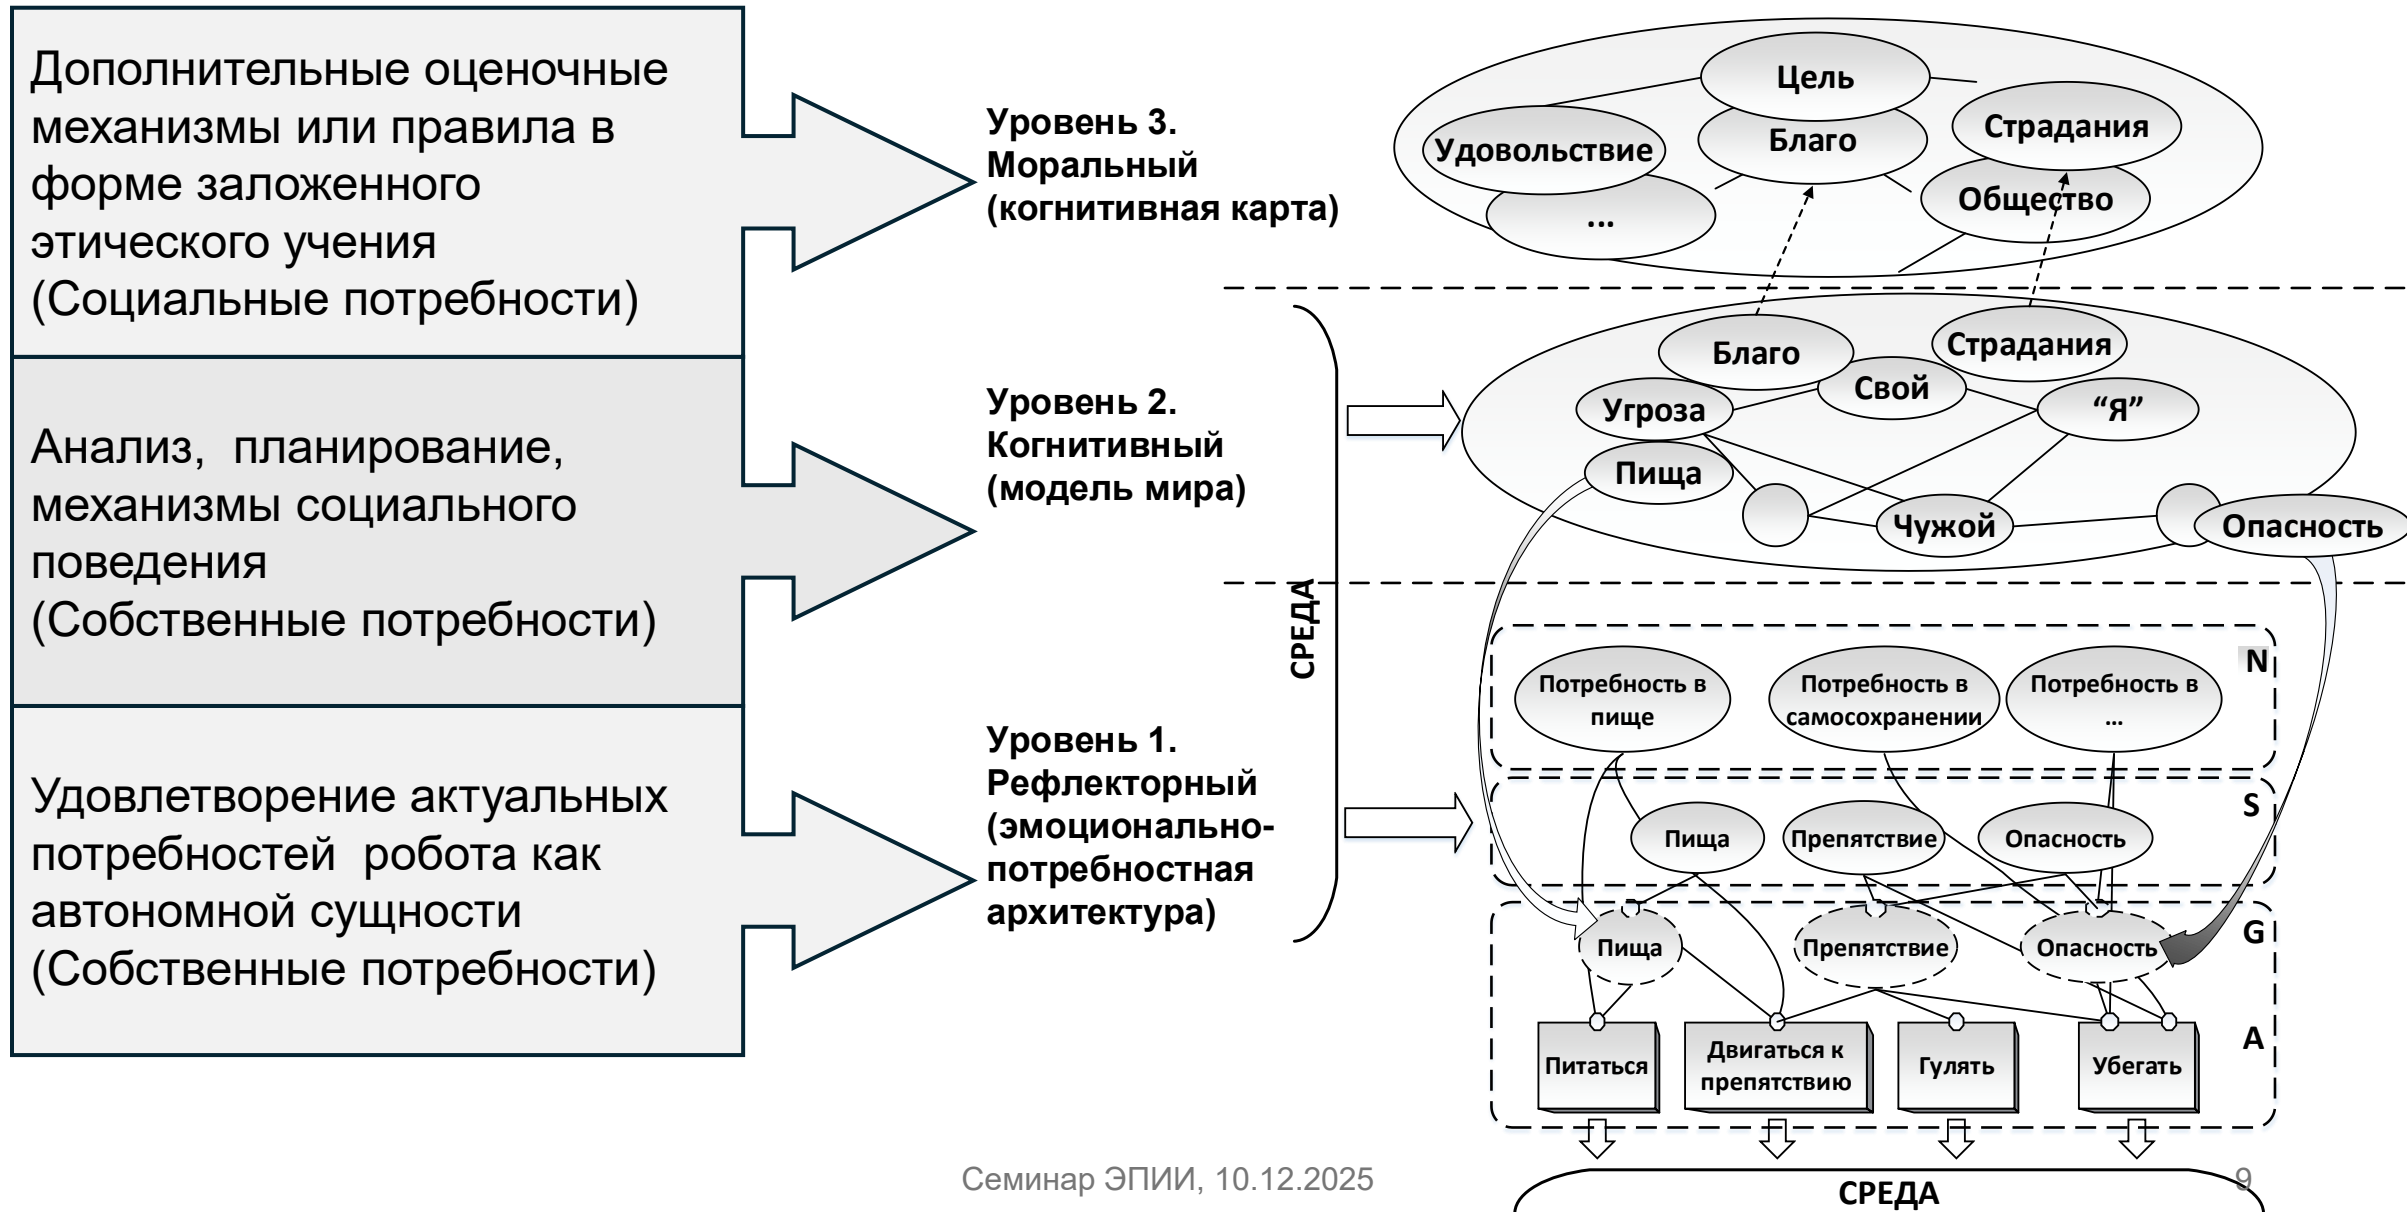 Дополнительные оценочные
механизмы или правила в
форме заложенного
этического учения
(Социальные потребности)
Анализ,  планирование,
механизмы социального
поведения
(Собственные потребности)
Удовлетворение актуальных
потребностей  робота как
автономной сущности
(Собственные потребности)
Уровень 3.
Моральный
(когнитивная карта)
Уровень 2.
Когнитивный
(модель мира)
Уровень 1.
Рефлекторный
(эмоционально-
потребностная
архитектура)
СРЕДА
Цель
Благо
Страдания
Удовольствие
Общество
...
Благо
Страдания
Свой
Угроза
“Я”
Пища
Чужой
Опасность
N
Потребность в
пище
Потребность в
самосохранении
Потребность в
...
S
Пища
Препятствие
Опасность
G
Пища
Препятствие
Опасность
A
Питаться
Двигаться к
препятствию
Гулять
Убегать
СРЕДА
Семинар ЭПИИ, 10.12.2025
9